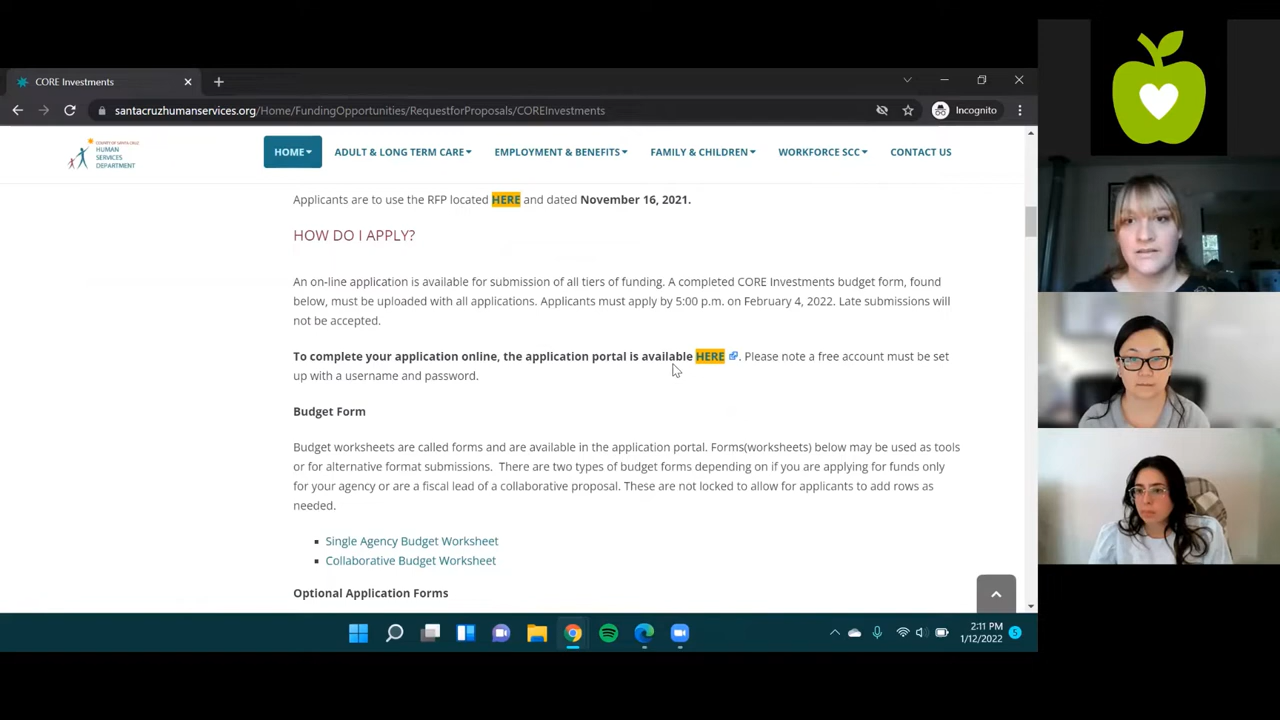 CORE Investments
santacruzhumanservices.org/Home/FundingOpportunities/RequestforProposals/COREInvestments
Incognito
COUNTY OF SANTA CRUZ
HUMAN
SERVICES
DEPARTMENT
HOME
ADULT & LONG TERM CARE
EMPLOYMENT & BENEFITS
FAMILY & CHILDREN
WORKFORCE SCC
CONTACT US
Applicants are to use the RFP located HERE and dated November 16, 2021.
HOW DO I APPLY?
An on-line application is available for submission of all tiers of funding. A completed CORE Investments budget form, found
below, must be uploaded with all applications. Applicants must apply by 5:00 p.m. on February 4, 2022. Late submissions will
not be accepted.
To complete your application online, the application portal is available HERE . Please note a free account must be set
up with a username and password.
Budget Form
Budget worksheets are called forms and are available in the application portal. Forms(worksheets) below may be used as tools
or for alternative format submissions. There are two types of budget forms depending on if you are applying for funds only
for your agency or are a fiscal lead of a collaborative proposal. These are not locked to allow for applicants to add rows as
needed.
Single Agency Budget Worksheet
Collaborative Budget Worksheet
Optional Application Forms
2:11 PM
1/12/2022
5